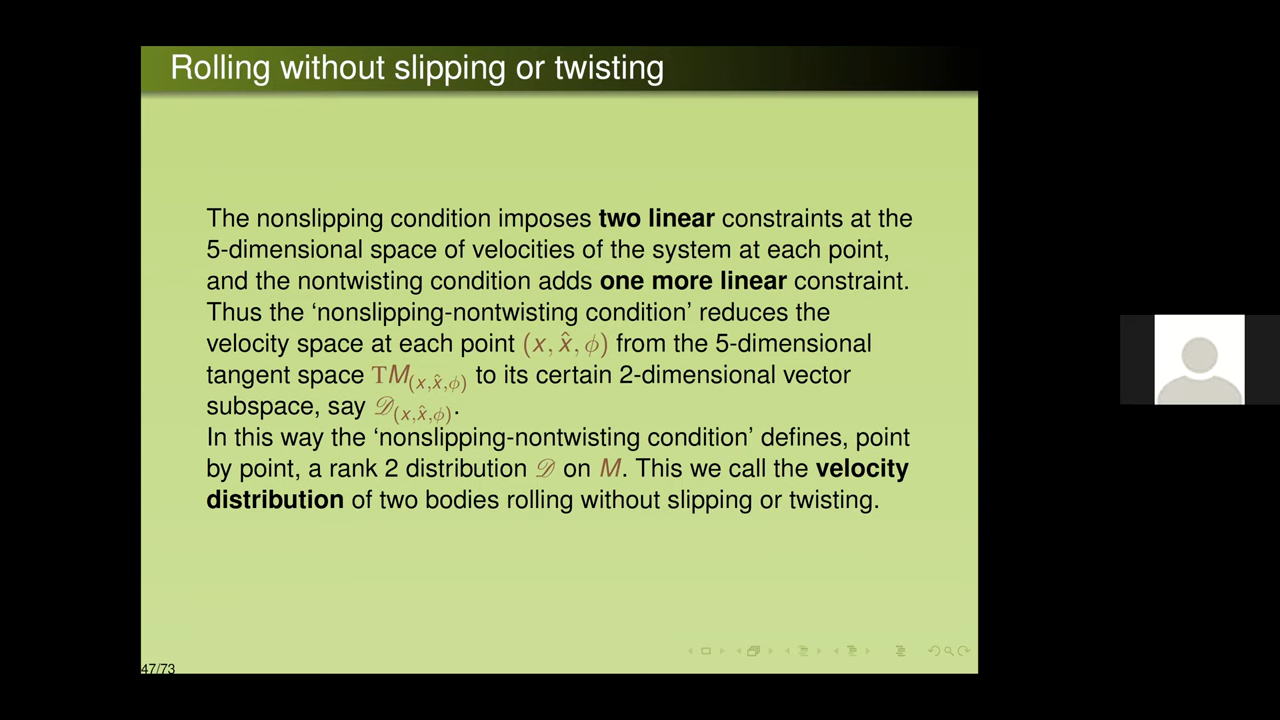 Rolling without slipping or twisting
The nonslipping condition imposes two linear constraints at the
5-dimensional space of velocities of the system at each point,
and the nontwisting condition adds one more linear constraint.
Thus the ‘nonslipping-nontwisting condition’ reduces the
velocity space at each point (x, x̂, ϕ) from the 5-dimensional
tangent space TM₍ₓ,ₓ̂,ᵩ₎ to its certain 2-dimensional vector
subspace, say 𝒟₍ₓ,ₓ̂,ᵩ₎.
In this way the ‘nonslipping-nontwisting condition’ defines, point
by point, a rank 2 distribution 𝒟 on M. This we call the velocity
distribution of two bodies rolling without slipping or twisting.
47/73